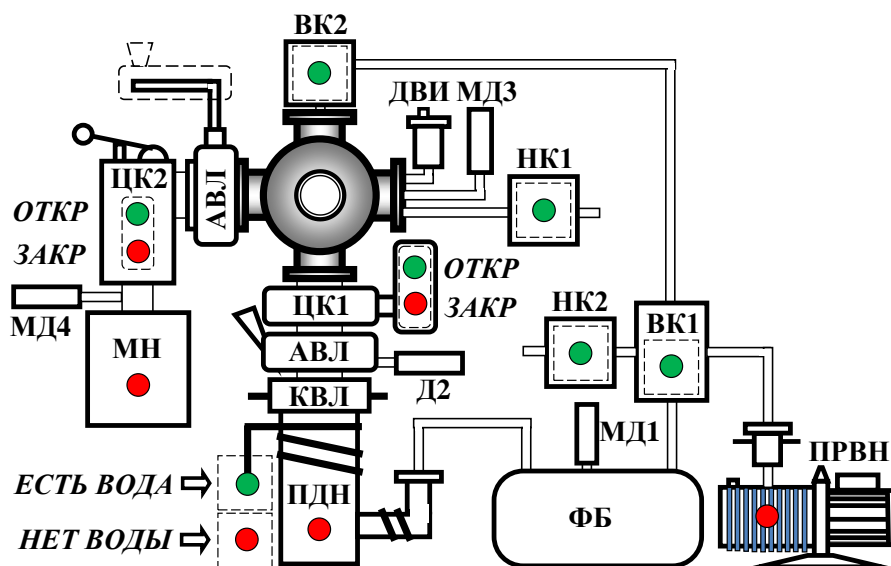 ВК2
ДВИ МД3
НК1
ЦК2
АВЛ
ОТКР
ЗАКР
ОТКР
ЗАКР
ЦК1
МД4
МН
АВЛ
Д2
НК2
ВК1
КВЛ
МД1
ПРВН
ЕСТЬ ВОДА
ПДН
ФБ
НЕТ ВОДЫ